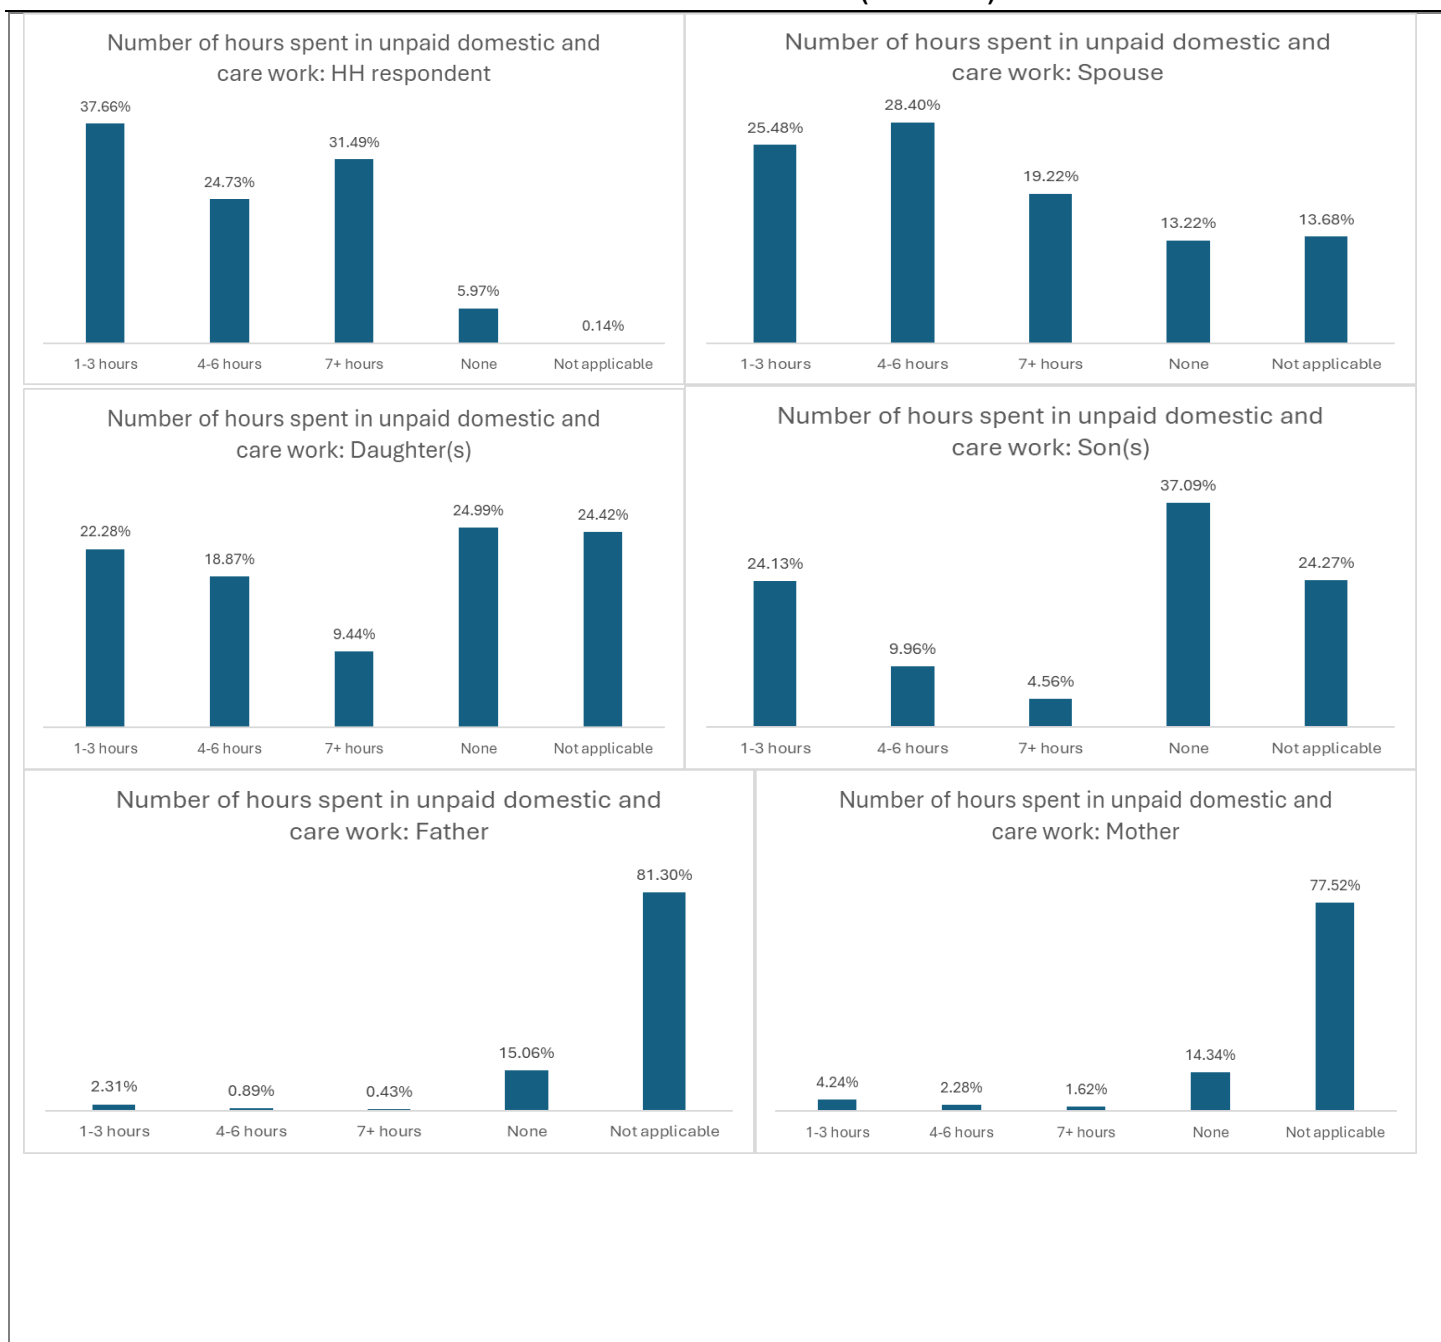 Number of hours spent in unpaid domestic and
care work: HH respondent
37.66%
24.73%
31.49%
5.97%
0.14%
1-3 hours
4-6 hours
7+ hours
None
Not applicable
Number of hours spent in unpaid domestic and
care work: Spouse
25.48%
28.40%
19.22%
13.22%
13.68%
1-3 hours
4-6 hours
7+ hours
None
Not applicable
Number of hours spent in unpaid domestic and
care work: Daughter(s)
22.28%
18.87%
9.44%
24.99%
24.42%
1-3 hours
4-6 hours
7+ hours
None
Not applicable
Number of hours spent in unpaid domestic and
care work: Son(s)
24.13%
9.96%
4.56%
37.09%
24.27%
1-3 hours
4-6 hours
7+ hours
None
Not applicable
Number of hours spent in unpaid domestic and
care work: Father
2.31%
0.89%
0.43%
15.06%
81.30%
1-3 hours
4-6 hours
7+ hours
None
Not applicable
Number of hours spent in unpaid domestic and
care work: Mother
4.24%
2.28%
1.62%
14.34%
77.52%
1-3 hours
4-6 hours
7+ hours
None
Not applicable